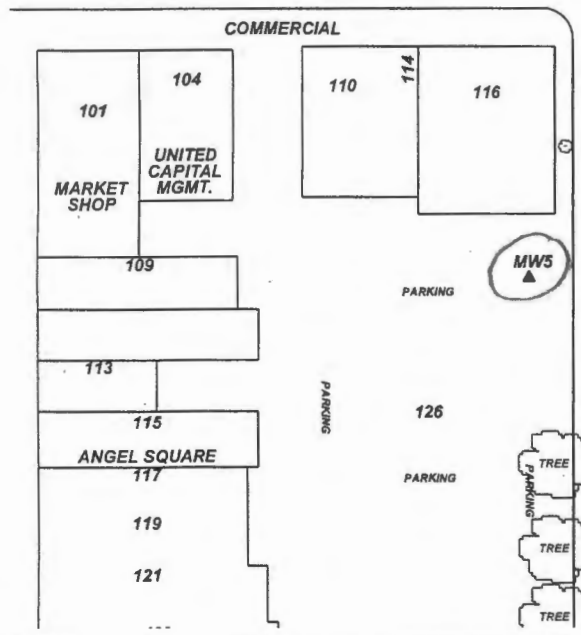 COMMERCIAL
101
104
110
114
116
UNITED
CAPITAL
MGMT.
MARKET
SHOP
109
MW5
PARKING
113
PARKING
126
115
ANGEL SQUARE
117
PARKING
PARKING
TREE
119
TREE
121
TREE